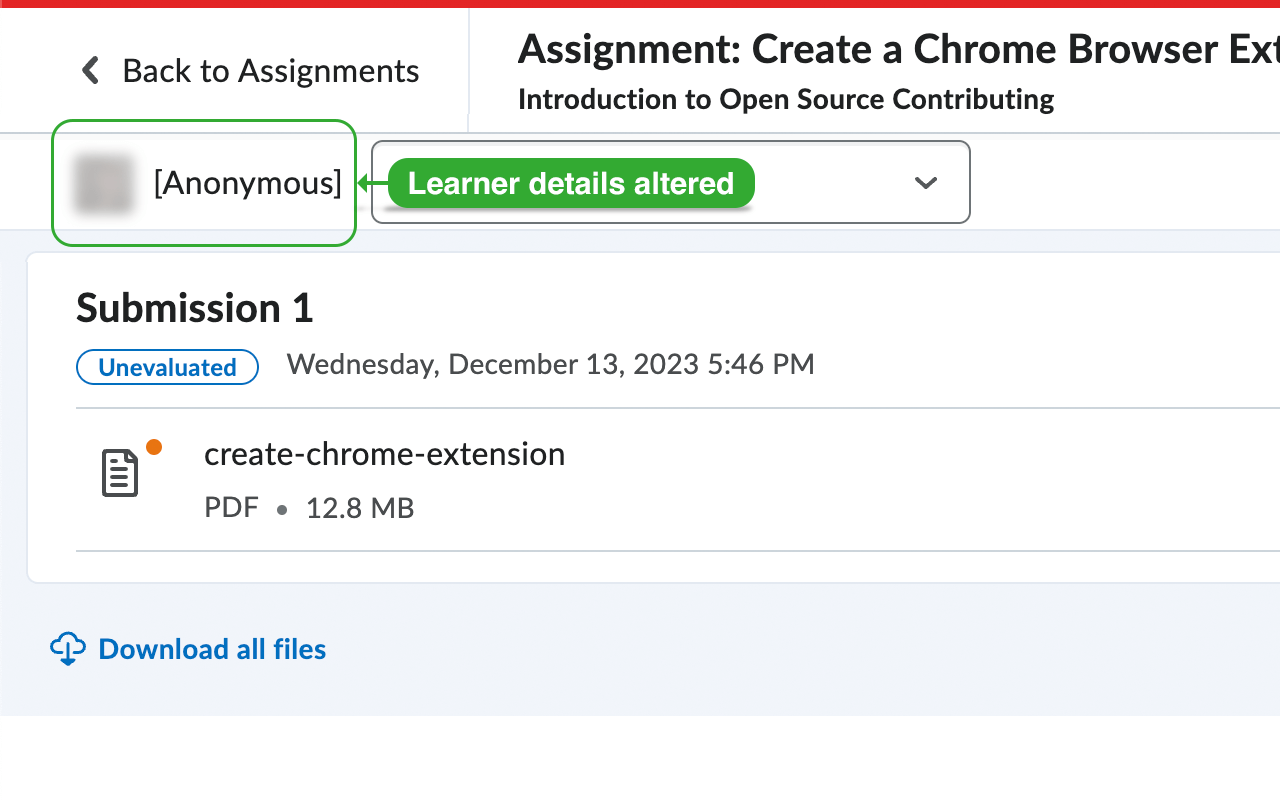 Back to Assignments
Assignment: Create a Chrome Browser Ext
Introduction to Open Source Contributing
[Anonymous]
Learner details altered
Submission 1
Unevaluated
Wednesday, December 13, 2023 5:46 PM
create-chrome-extension
PDF • 12.8 MB
Download all files